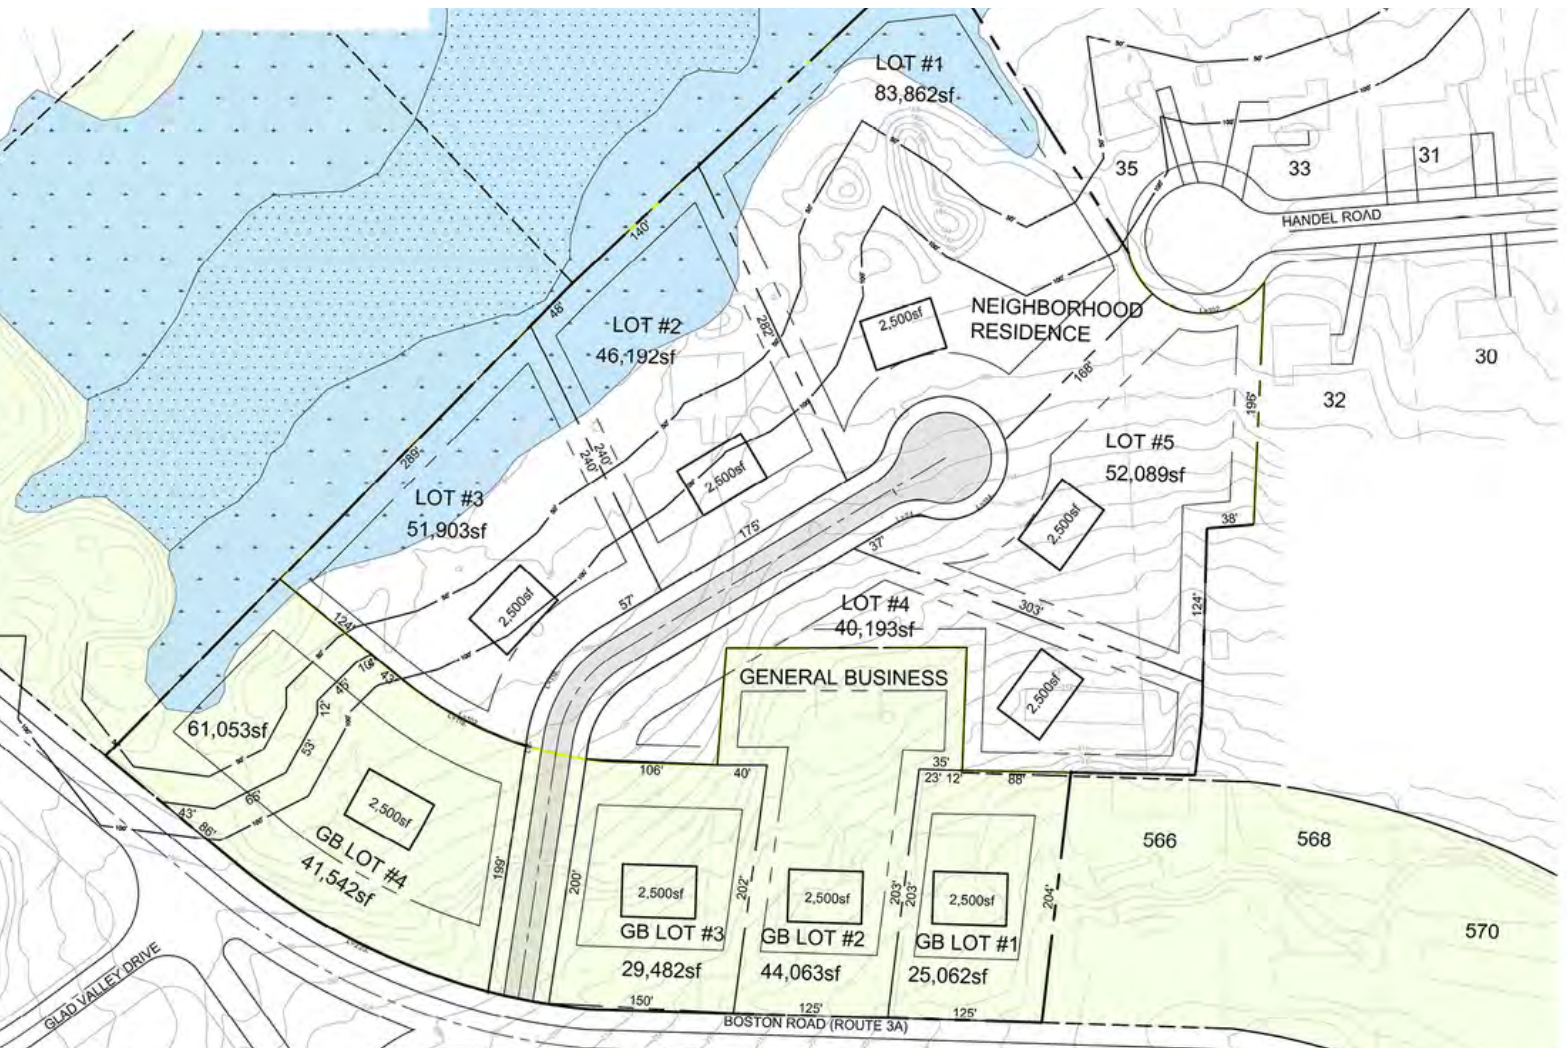 LOT #1
83,862sf
35
33
31
HANDEL ROAD
140'
48'
LOT #2
46,192sf
282'
2,500sf
NEIGHBORHOOD
RESIDENCE
168'
196'
32
30
289'
240'
240'
LOT #3
51,903sf
2,500sf
LOT #5
52,089sf
2,500sf
38'
175'
37'
57'
2,500sf
124'
LOT #4
40,193sf
303'
124'
104'
43'
45'
12'
53'
66'
43'
86'
61,053sf
GENERAL BUSINESS
2,500sf
106'
40'
35'
23' 12'
88'
2,500sf
GB LOT #4
41,542sf
199'
200'
202'
203'
203'
204'
2,500sf
2,500sf
2,500sf
GB LOT #3
29,482sf
GB LOT #2
44,063sf
GB LOT #1
25,062sf
566
568
570
150'
125'
125'
GLAD VALLEY DRIVE
BOSTON ROAD (ROUTE 3A)